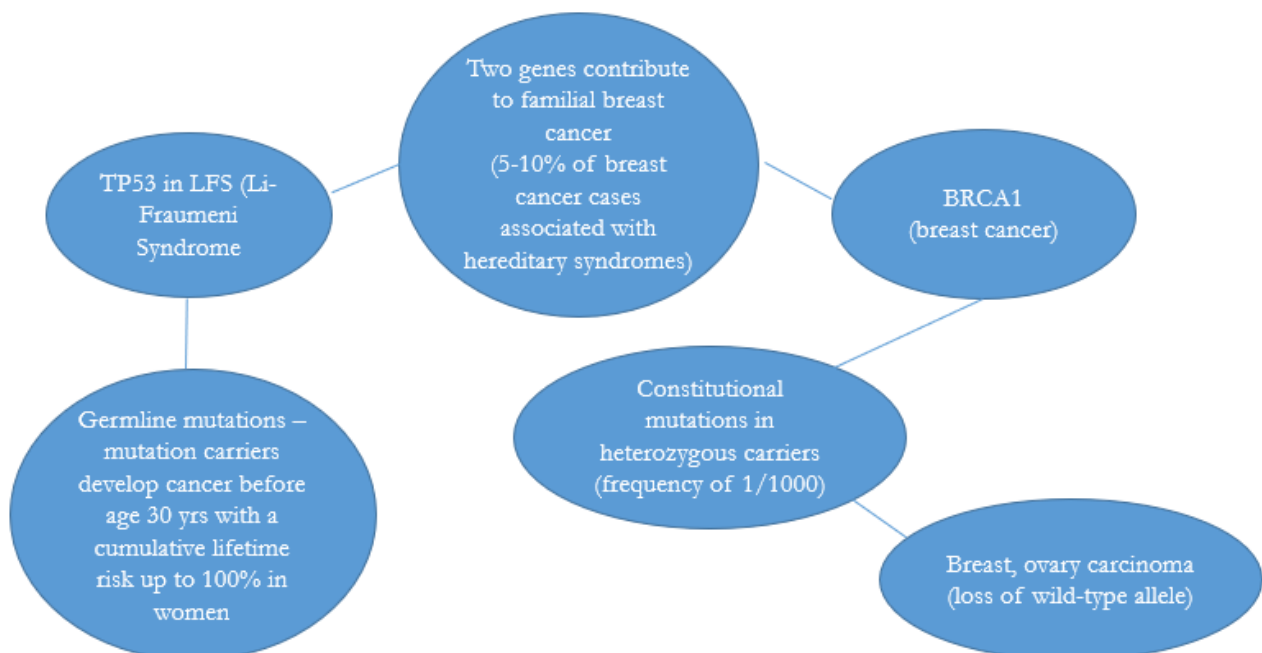 Two genes contribute
to familial breast
cancer
(5-10% of breast
cancer cases
associated with
hereditary syndromes)
TP53 in LFS (Li-
Fraumeni
Syndrome
BRCA1
(breast cancer)
Germline mutations –
mutation carriers
develop cancer before
age 30 yrs with a
cumulative lifetime
risk up to 100% in
women
Constitutional
mutations in
heterozygous carriers
(frequency of 1/1000)
Breast, ovary carcinoma
(loss of wild-type allele)